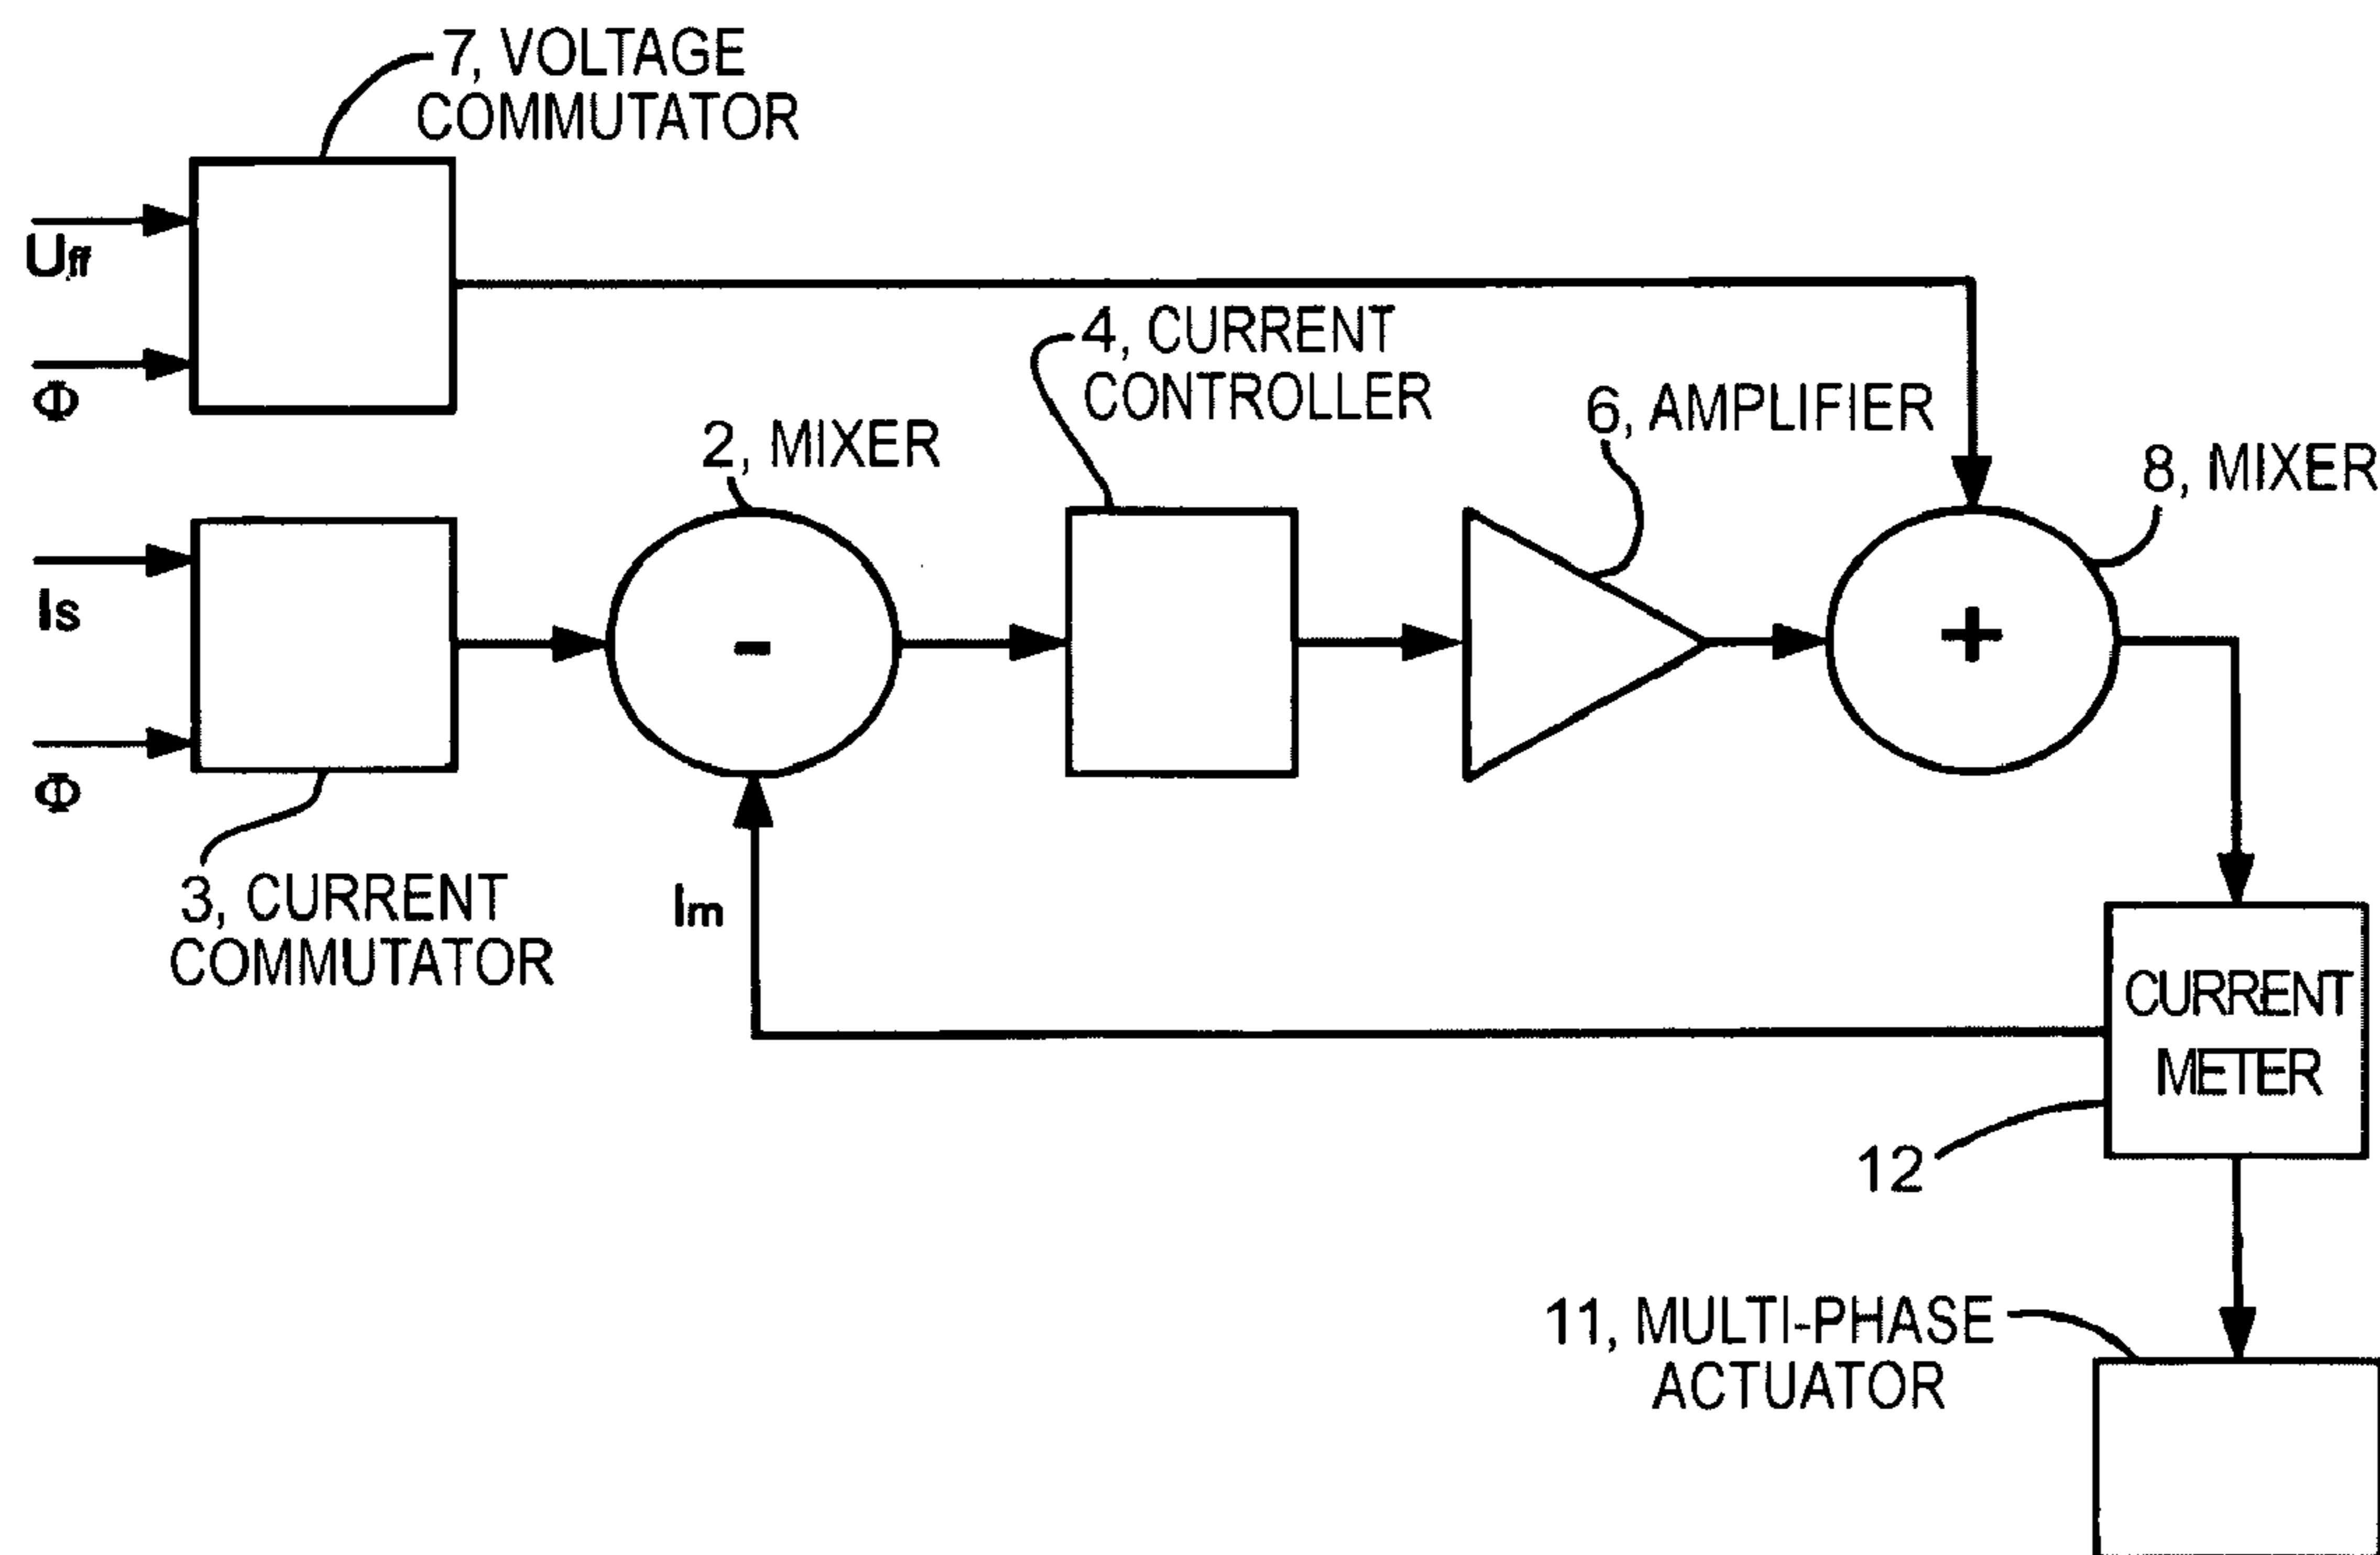 7, VOLTAGE
COMMUTATOR
Uff
Φ
4, CURRENT
CONTROLLER
6, AMPLIFIER
2, MIXER
8, MIXER
-
+
Is
Φ
3, CURRENT
COMMUTATOR
Im
CURRENT
METER
12
11, MULTI-PHASE
ACTUATOR